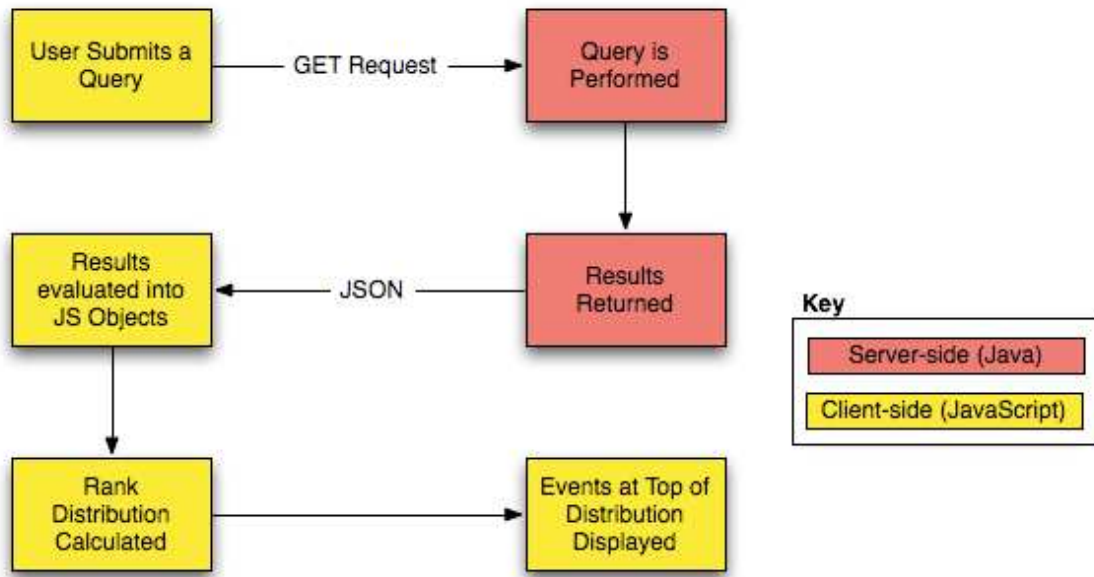 User Submits a
Query
GET Request
Query is
Performed
Results
evaluated into
JS Objects
JSON
Results
Returned
Key
Server-side (Java)
Client-side (JavaScript)
Rank
Distribution
Calculated
Events at Top of
Distribution
Displayed